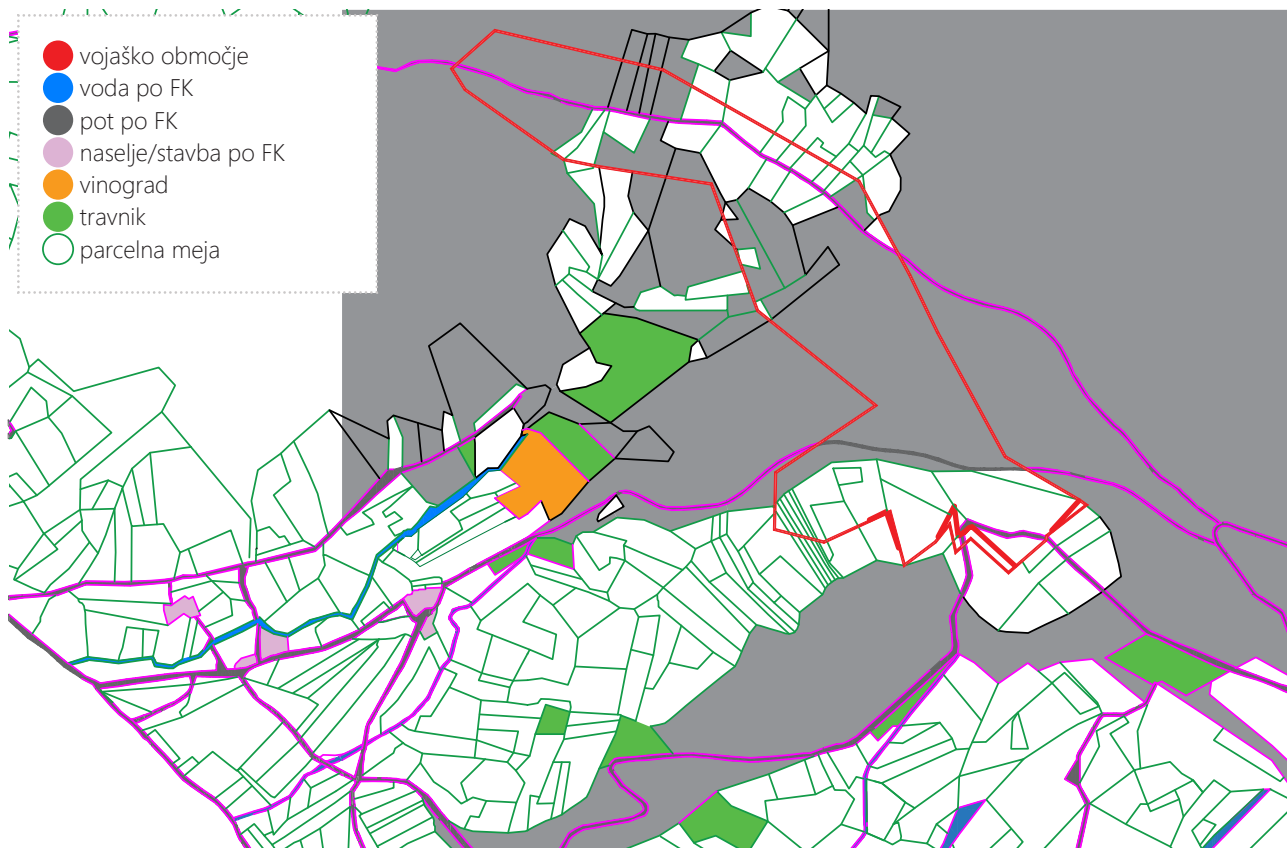 vojaško območje
voda po FK
pot po FK
naselje/stavba po FK
vinograd
travnik
parcelna meja